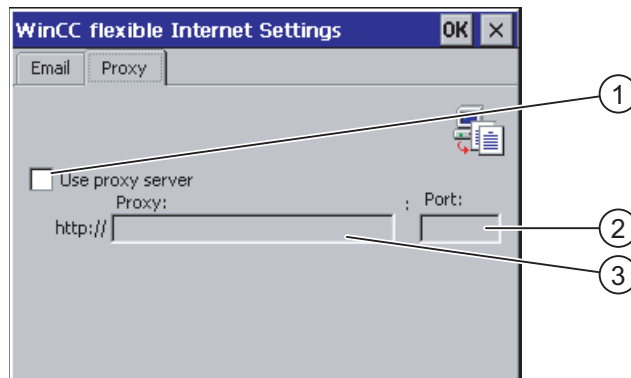 WinCC flexible Internet Settings OK ×
Email Proxy
1
Use proxy server
Proxy: : Port:
http://
2
3